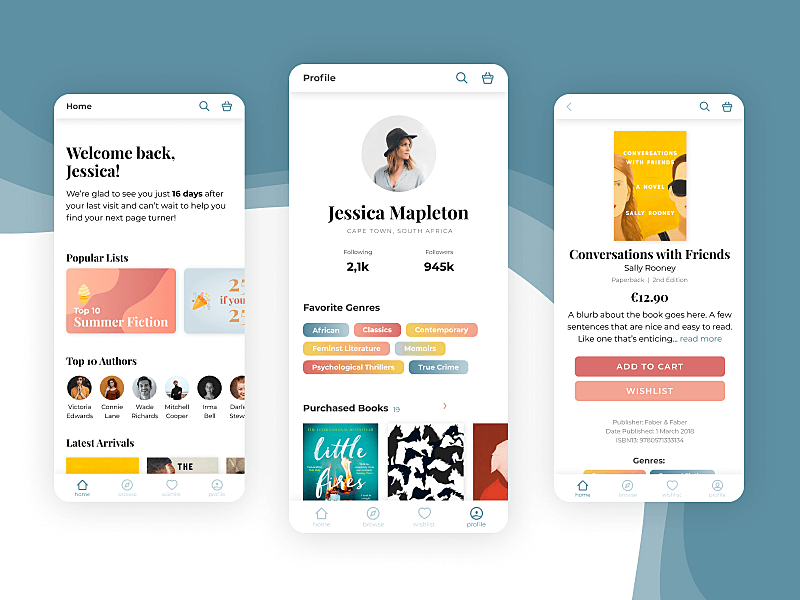 Home
Welcome back,
Jessica!
We're glad to see you just 16 days after
your last visit and can't wait to help you
find your next page turner!
Popular Lists
Top 10
Summer Fiction
if you
Top 10 Authors
Victoria
Edwards
Connie
Lane
Wade
Richards
Mitchell
Cooper
Irma
Bell
Darle
Steve
Latest Arrivals
THE
home
browse
wishlist
profile
Profile
Jessica Mapleton
CAPE TOWN, SOUTH AFRICA
Following
Followers
2,1k
945k
Favorite Genres
African
Classics
Contemporary
Feminst Literature
Memoirs
Psychological Thrillers
True Crime
Purchased Books 19
little
fires
home
browse
wishlist
profile
CONVERSATIONS
WITH FRIENDS
A NOVEL
SALLY ROONEY
Conversations with Friends
Sally Rooney
Paperback | 2nd Edition
€12.90
A blurb about the book goes here. A few
sentences that are nice and easy to read.
Like one that's enticing... read more
ADD TO CART
WISHLIST
Publisher: Faber & Faber
Date Published: 1 March 2018
ISBN13: 9780571333134
Genres:
home
browse
wishlist
profile